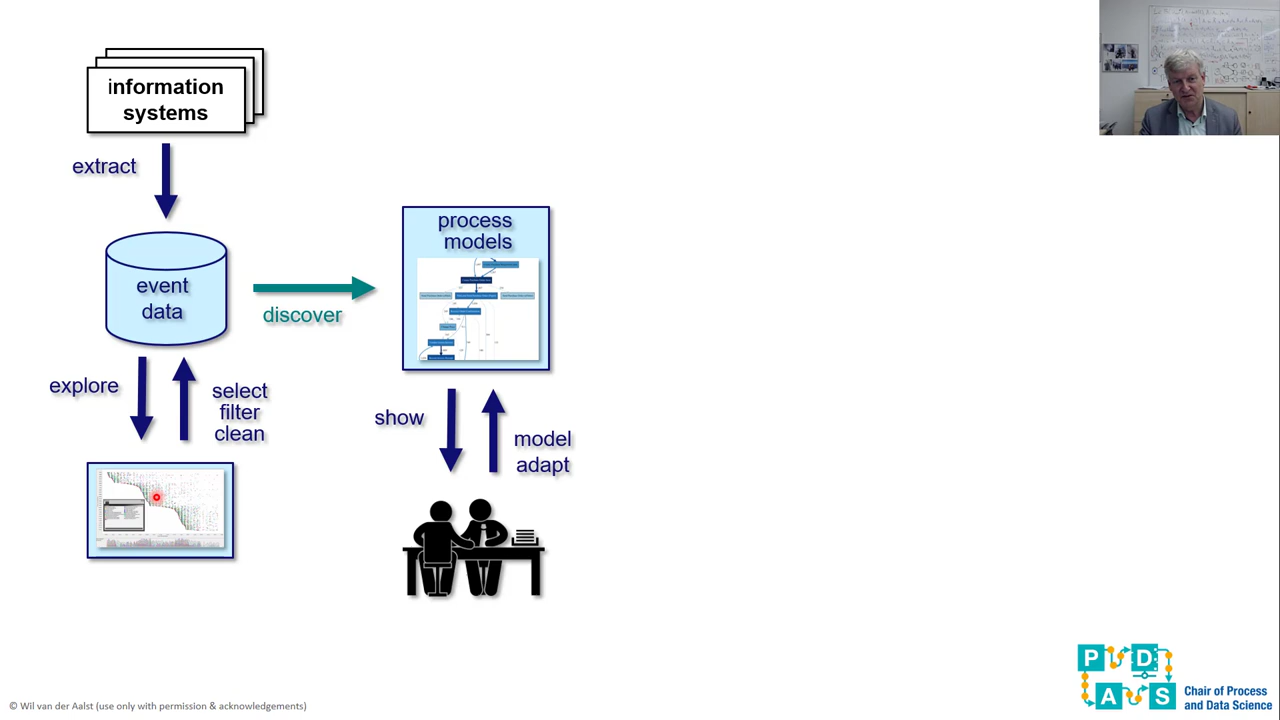 information
systems
extract
event
data
discover
process
models
explore
select
filter
clean
show
model
adapt
P D
A S
Chair of Process
and Data Science
© Wil van der Aalst (use only with permission & acknowledgements)